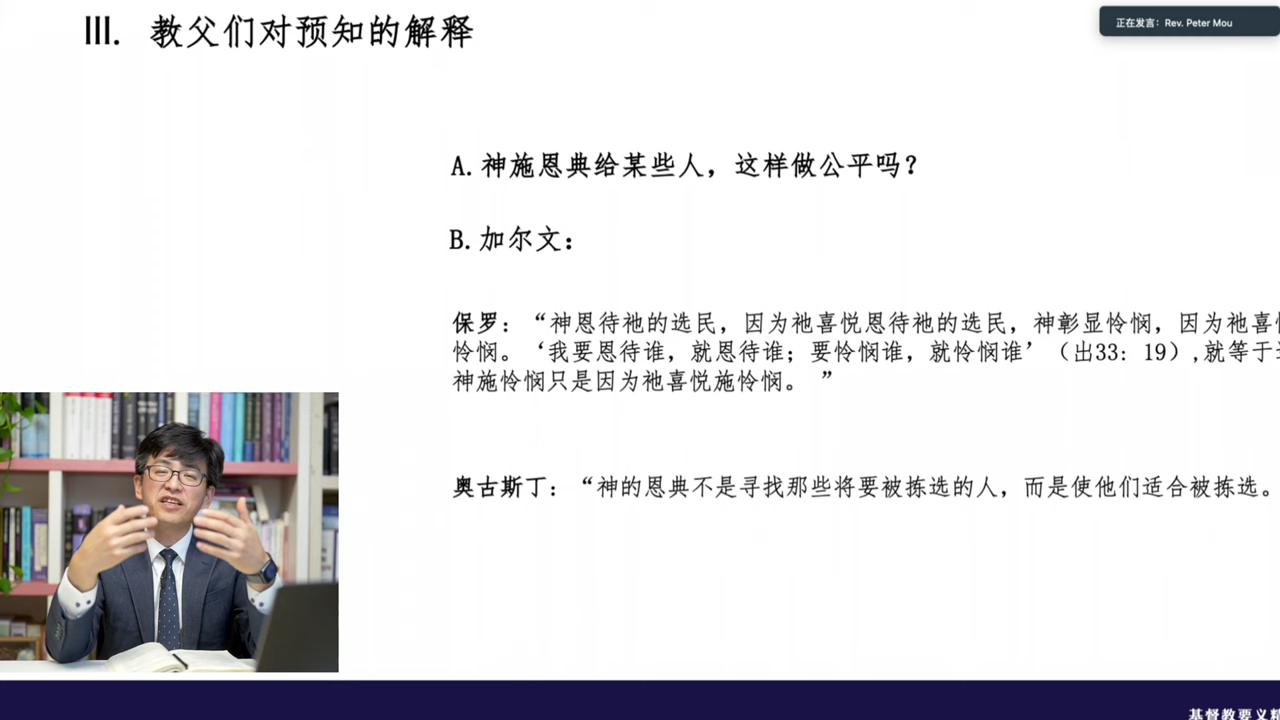 III. 教父们对预知的解释
正在发言： Rev. Peter Mou
A. 神施恩典给某些人，这样做公平吗？
B. 加尔文：
保罗：“神恩待祂的选民，因为祂喜悦恩待祂的选民，神彰显怜悯，因为祂喜
怜悯。‘我要恩待谁，就恩待谁；要怜悯谁，就怜悯谁’（出33：19）,就等于
神施怜悯只是因为祂喜悦施怜悯。 ”
奥古斯丁：“神的恩典不是寻找那些将要被拣选的人，而是使他们适合被拣选。
基督教要义